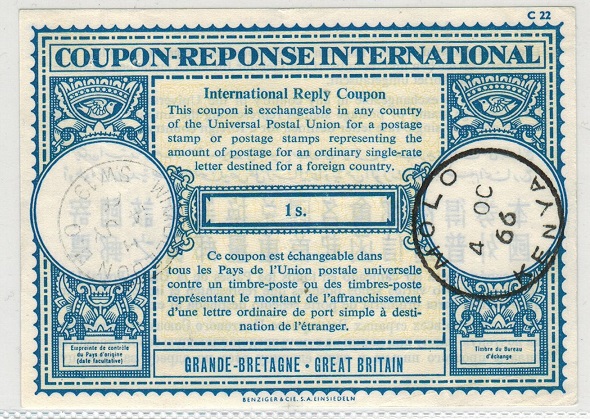 C 22
COUPON-REPONSE INTERNATIONAL
International Reply Coupon
This coupon is exchangeable in any country
of the Universal Postal Union for a postage
stamp or postage stamps representing the
amount of postage for an ordinary single-rate
letter destined for a foreign country.
1 s.
Ce coupon est échangeable dans
tous les Pays de l'Union postale universelle
contre un timbre-poste ou des timbres-poste
représentant le montant de l'affranchissement
d'une lettre ordinaire de port simple à desti-
nation de l'étranger.
MOLO
4 OC
66
KENYA
Empreinte de contrôle
du Pays d'origine
(date facultative)
Timbre du Bureau
d'échange
GRANDE-BRETAGNE • GREAT BRITAIN
BENZIGER & CIE. S.A. EINSIEDELN